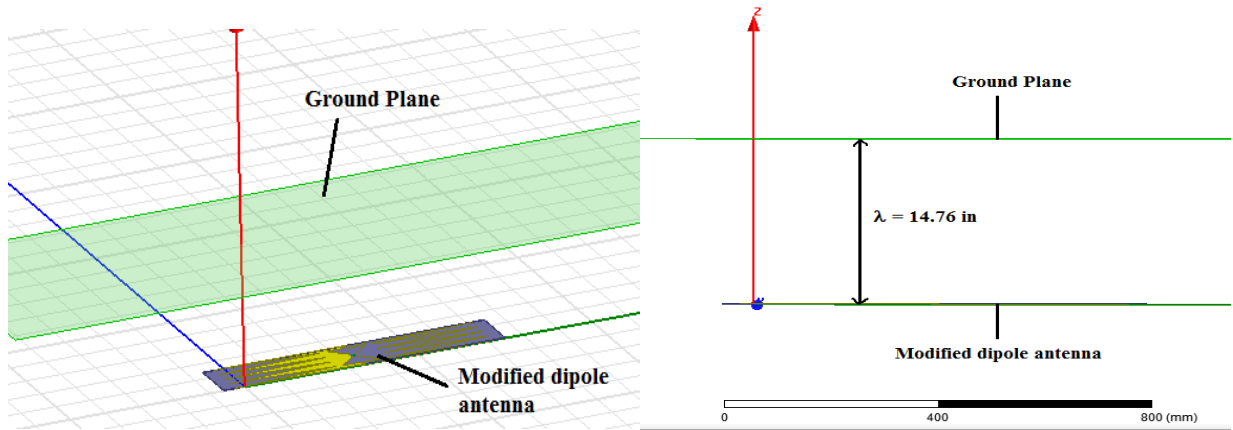 Ground Plane
Modified dipole
antenna
Z
Ground Plane
λ = 14.76 in
Modified dipole antenna
0 400 800 (mm)